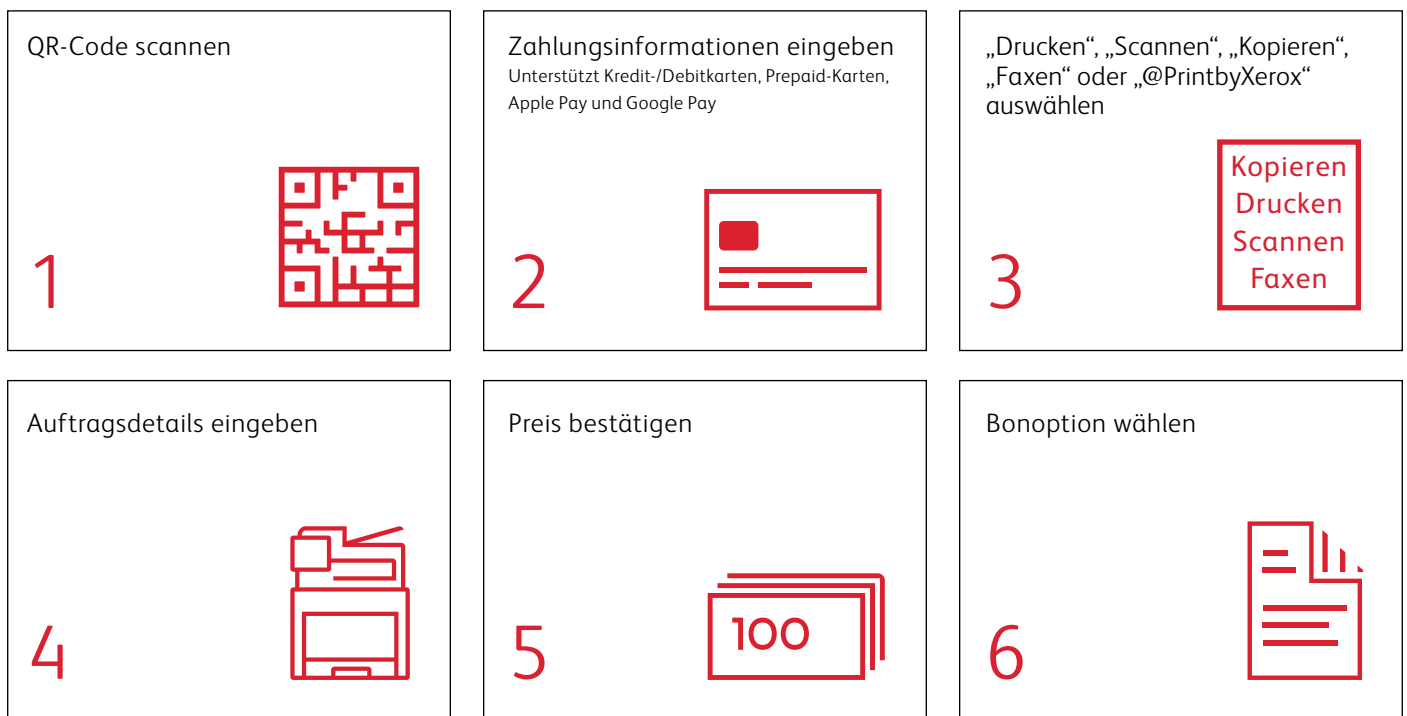 QR-Code scannen
1
Zahlungsinformationen eingeben
Unterstützt Kredit-/Debitkarten, Prepaid-Karten,
Apple Pay und Google Pay
2
„Drucken“, „Scannen“, „Kopieren“,
„Faxen“ oder „@PrintbyXerox“
auswählen
Kopieren
Drucken
Scannen
Faxen
3
Auftragsdetails eingeben
4
Preis bestätigen
100
5
Bonoption wählen
6